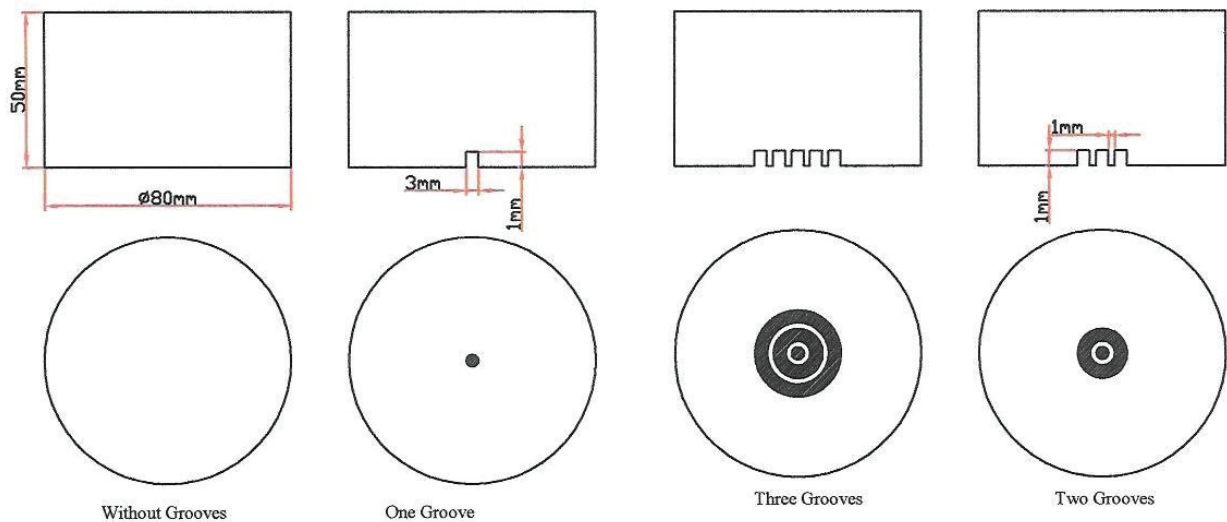 50mm
Ø80mm
3mm
1mm
1mm
1mm
Without Grooves
One Groove
Three Grooves
Two Grooves